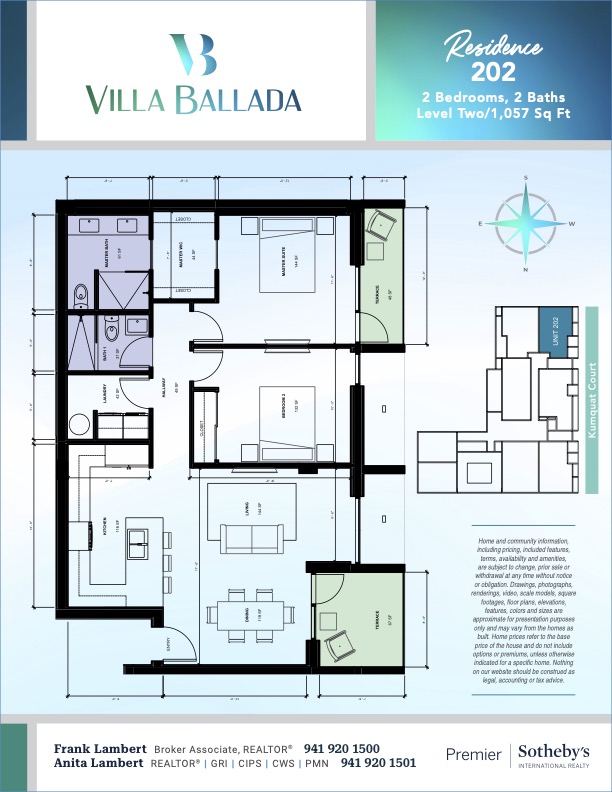 VILLA BALLADA
Residence
202
2 Bedrooms, 2 Baths
Level Two/1,057 Sq Ft
S
E
W
N
MASTER BATH
CLOSET
MASTER WIC
CLOSET
MASTER SUITE
TERRACE
BATH 1
LAUNDRY
HALLWAY
CLOSET
BEDROOM 2
KITCHEN
LIVING
DINING
ENTRY
TERRACE
UNIT 202
Kumquat Court
Home and community information,
including pricing, included features,
terms, availability and amenities,
are subject to change, prior sale or
withdrawal at any time without notice
or obligation. Drawings, photographs,
renderings, video, scale models, square
footages, floor plans, elevations,
features, colors and sizes are
approximate for presentation purposes
only and may vary from the homes as
built. Home prices refer to the base
price of the house and do not include
options or premiums, unless otherwise
indicated for a specific home. Nothing
on our website should be construed as
legal, accounting or tax advice.
Frank Lambert Broker Associate, REALTOR® 941 920 1500
Anita Lambert REALTOR® | GRI | CIPS | CWS | PMN 941 920 1501
Premier | Sotheby's
INTERNATIONAL REALTY